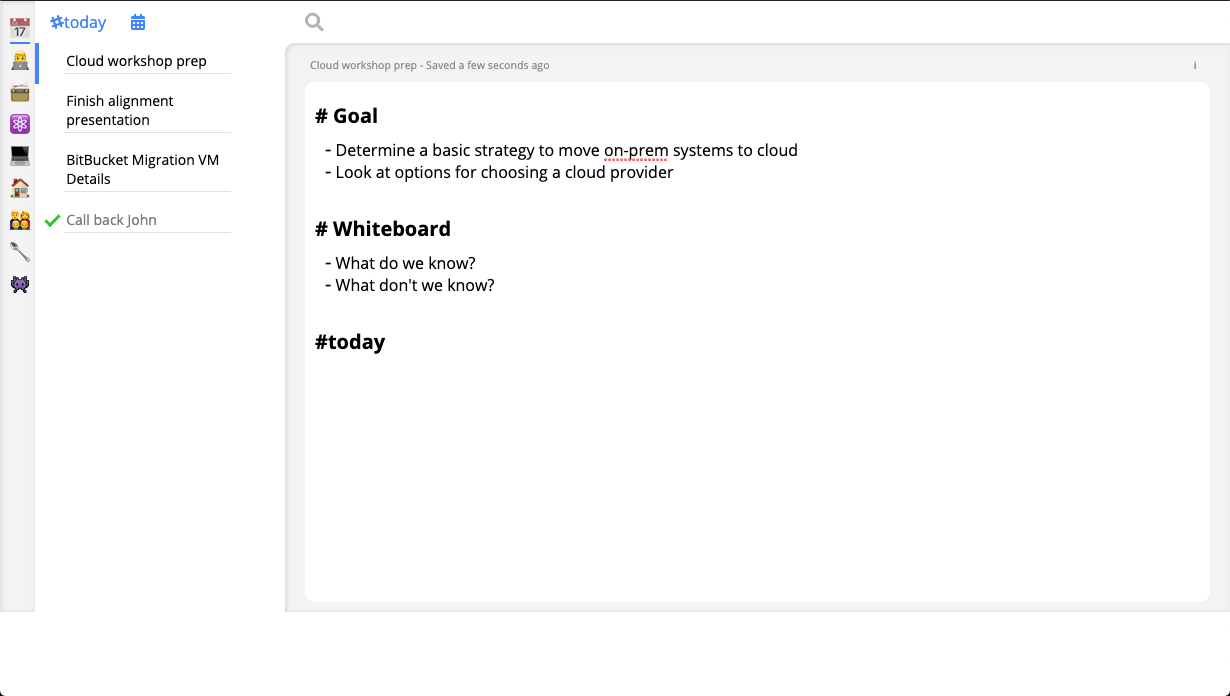 17
#today
Cloud workshop prep
Finish alignment
presentation
BitBucket Migration VM
Details
Call back John
Cloud workshop prep - Saved a few seconds ago
i
# Goal
- Determine a basic strategy to move on-prem systems to cloud
- Look at options for choosing a cloud provider
# Whiteboard
- What do we know?
- What don't we know?
#today